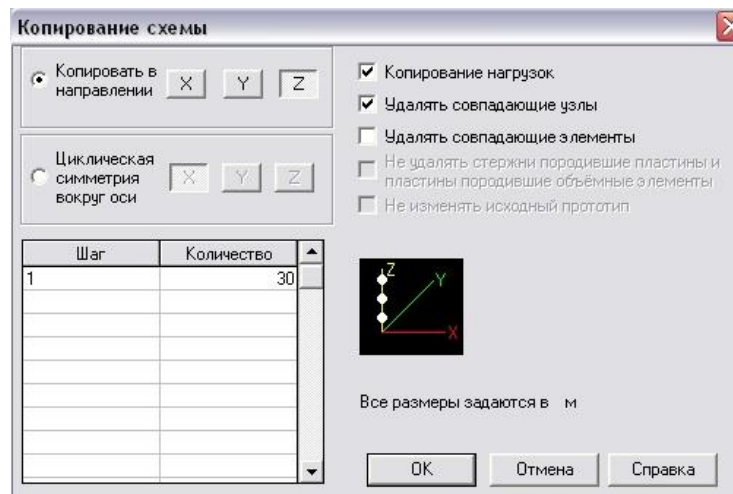 Копирование схемы
Копировать в
направлении
X
Y
Z
Циклическая
симметрия
вокруг оси
X
Y
Z
Копирование нагрузок
Удалять совпадающие узлы
Удалять совпадающие элементы
Не удалять стержни породившие пластины и
пластины породившие объёмные элементы
Не изменять исходный прототип
Шаг Количество
1 30
Z
Y
X
Все размеры задаются в м
OK
Отмена
Справка